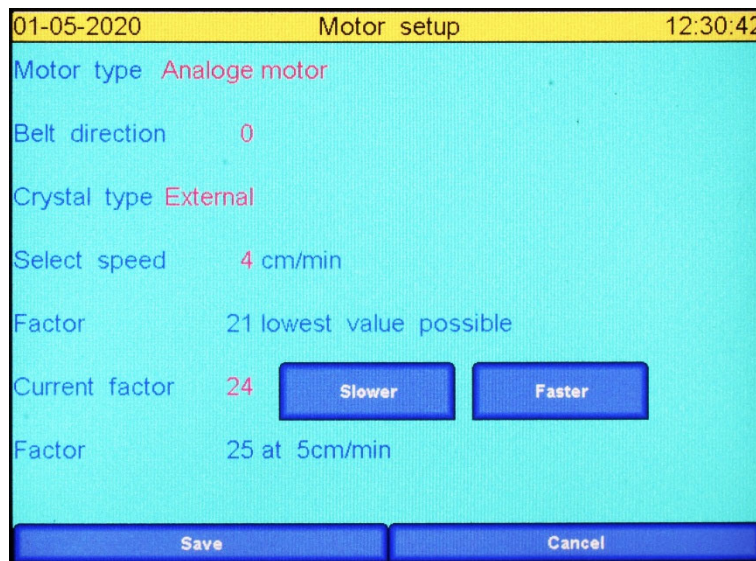 01-05-2020 Motor setup 12:30:42
Motor type Analoge motor
Belt direction 0
Crystal type External
Select speed 4 cm/min
Factor 21 lowest value possible
Current factor 24 Slower Faster
Factor 25 at 5cm/min
Save Cancel